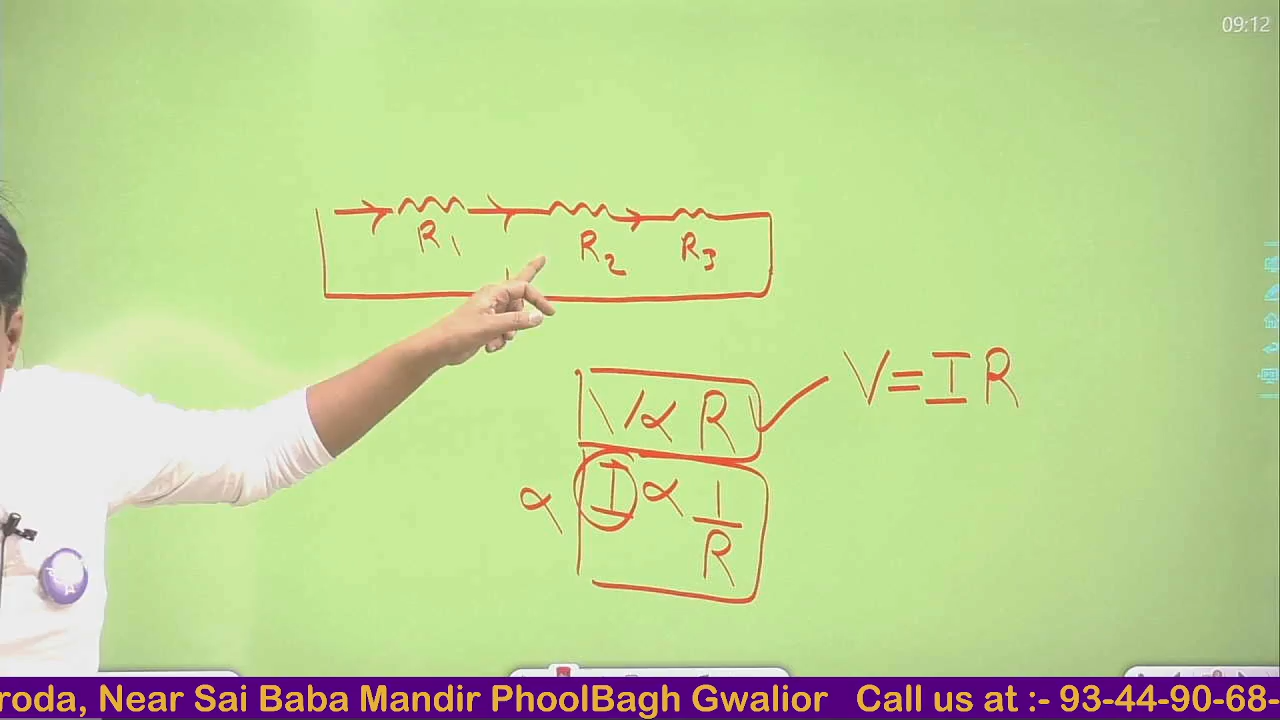 09:12
R1 R2 R3
V=IR
V∝R
∝ I ∝ 1/R
roda, Near Sai Baba Mandir PhoolBagh Gwalior Call us at :- 93-44-90-68-